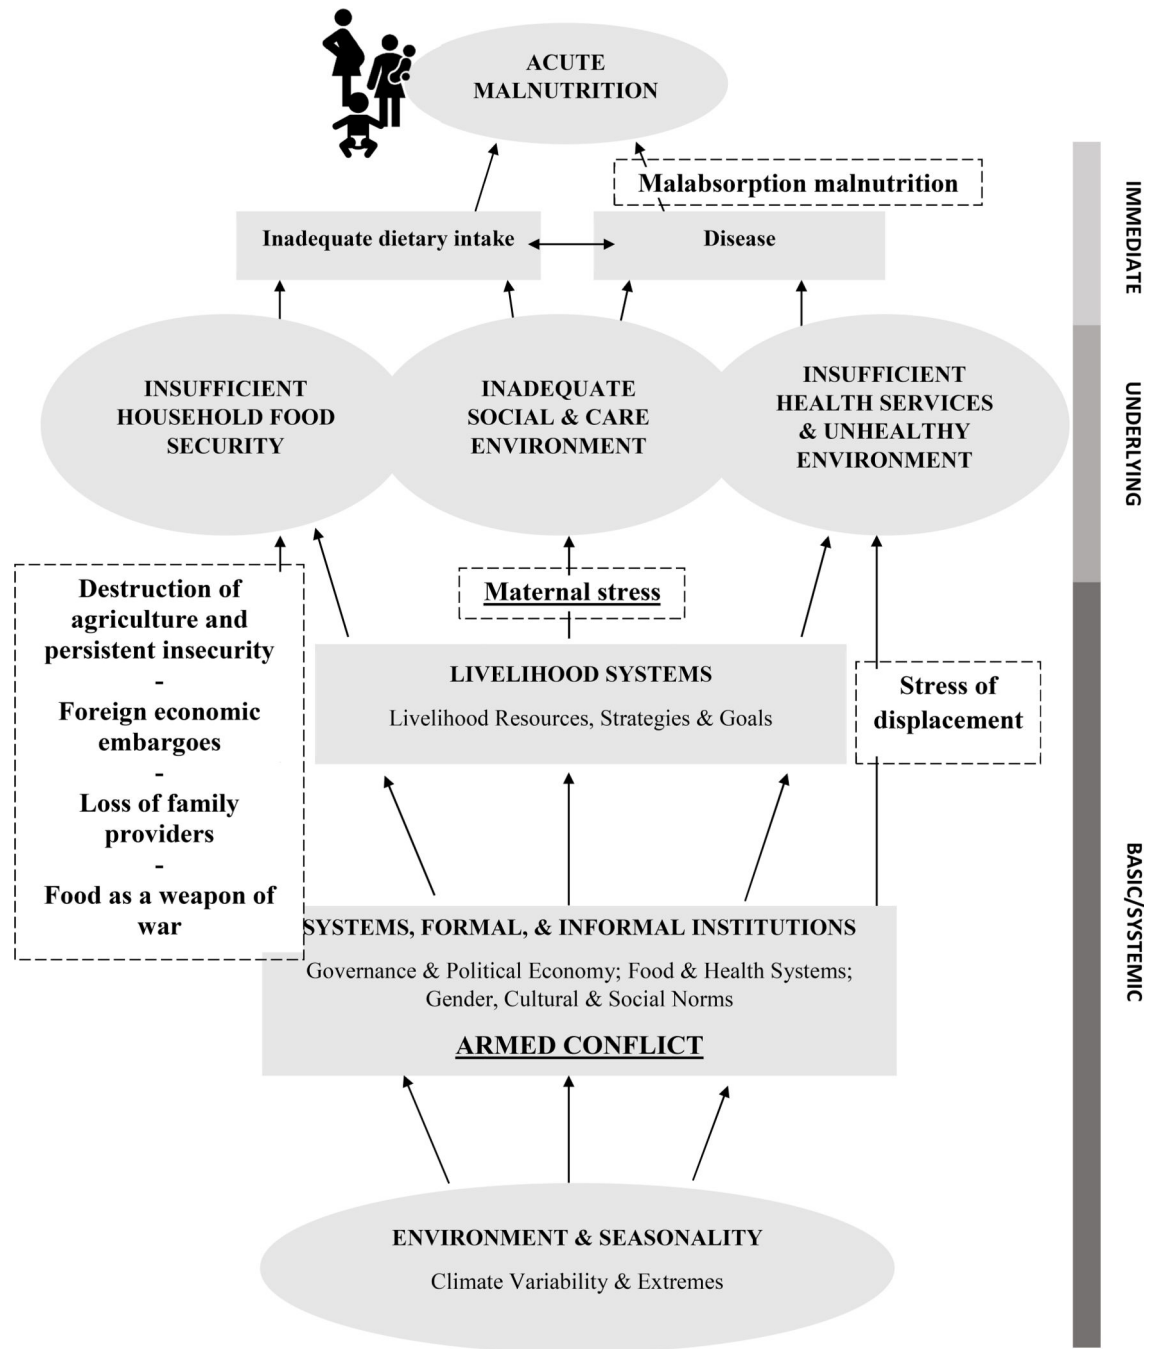 ACUTE
MALNUTRITION
Malabsorption malnutrition
Inadequate dietary intake
Disease
IMMEDIATE
INSUFFICIENT
HOUSEHOLD FOOD
SECURITY
INADEQUATE
SOCIAL & CARE
ENVIRONMENT
INSUFFICIENT
HEALTH SERVICES
& UNHEALTHY
ENVIRONMENT
UNDERLYING
Destruction of
agriculture and
persistent insecurity
-
Foreign economic
embargoes
-
Loss of family
providers
-
Food as a weapon of
war
Maternal stress
LIVELIHOOD SYSTEMS
Livelihood Resources, Strategies & Goals
Stress of
displacement
SYSTEMS, FORMAL, & INFORMAL INSTITUTIONS
Governance & Political Economy; Food & Health Systems;
Gender, Cultural & Social Norms
ARMED CONFLICT
BASIC/SYSTEMIC
ENVIRONMENT & SEASONALITY
Climate Variability & Extremes